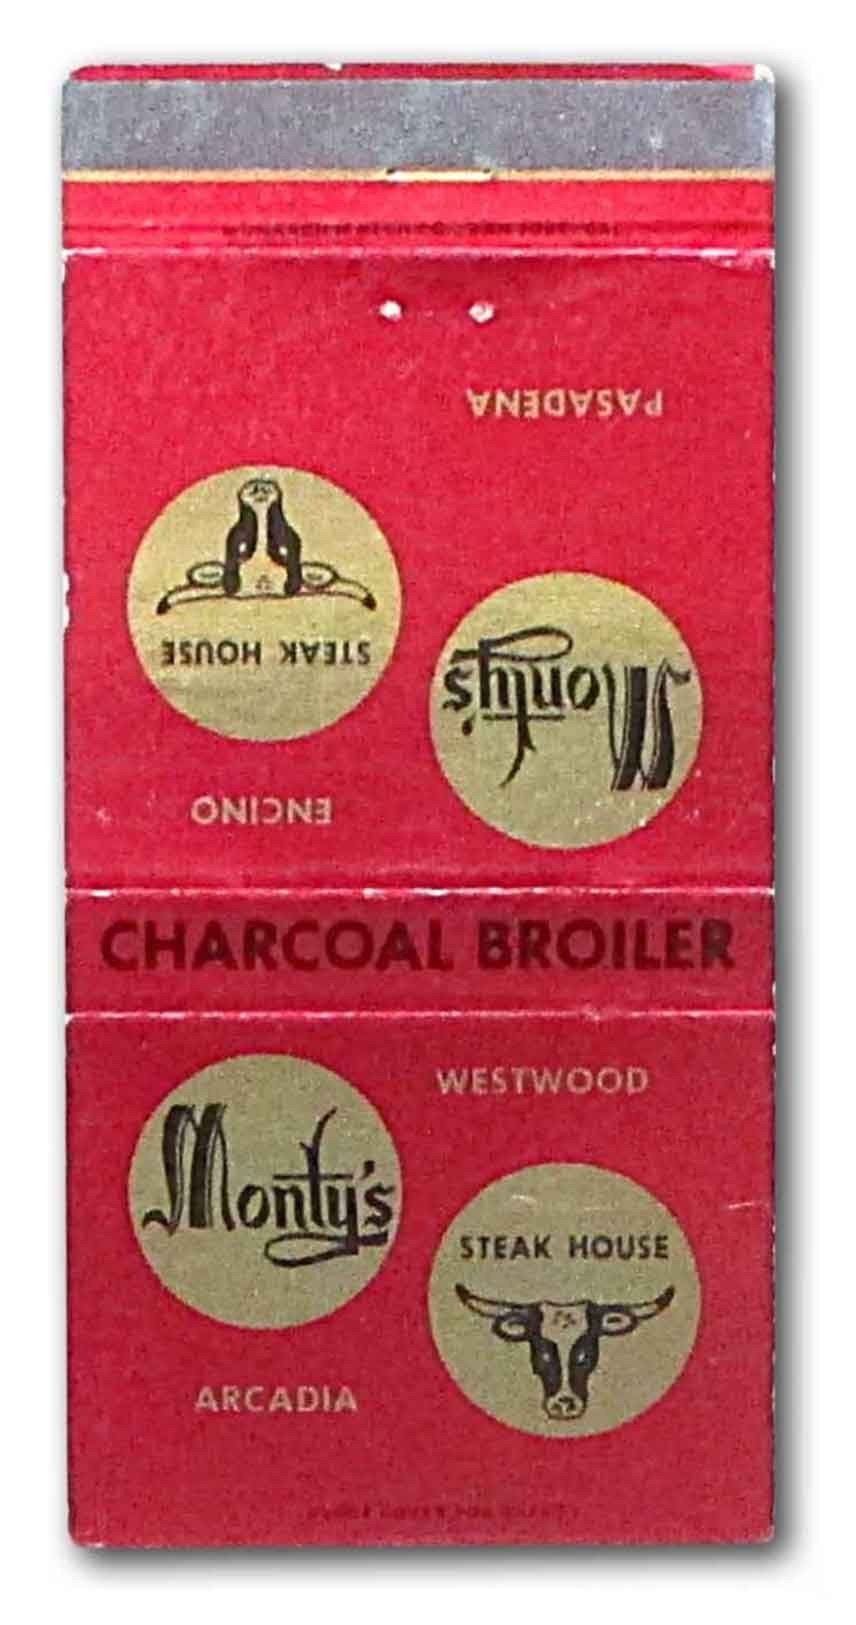 PASADENA
Monty's
STEAK HOUSE
ENCINO
CHARCOAL BROILER
WESTWOOD
Monty's
STEAK HOUSE
ARCADIA